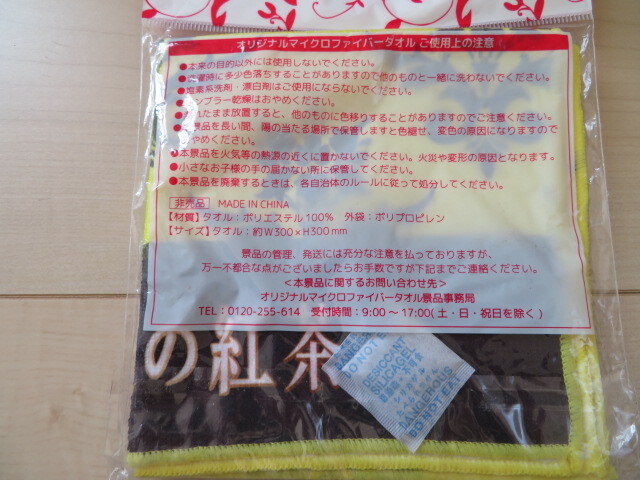 オリジナルマイクロファイバータオル ご使用上の注意
●本来の目的以外には使用しないでください。
●洗濯時に多少色落ちすることがありますので他のものと一緒に洗わないでください。
●塩素系洗剤・漂白剤はご使用にならないでください。
●タンブラー乾燥はおやめください。
●ぬれたまま放置すると、他のものに色移りすることがありますのでご注意ください。
●本景品を長い間、陽の当たる場所で保管しますと色褪せ、変色の原因になりますので
おやめください。
●本景品を火気等の熱源の近くに置かないでください。火災や変形の原因となります。
●小さなお子様の手の届かない所に保管してください。
●本景品を廃棄するときは、各自治体のルールに従って処分してください。
非売品 MADE IN CHINA
【材質】タオル:ポリエステル100% 外袋:ポリプロピレン
【サイズ】タオル:約W300×H300mm
景品の管理、発送には充分な注意を払っておりますが、
万一不都合な点がございましたらお手数ですが下記までご連絡ください。
<本景品に関するお問い合わせ先>
オリジナルマイクロファイバータオル景品事務局
TEL:0120-255-614 受付時間:9:00〜17:00(土・日・祝日を除く)
の紅茶
DO NOT
DESICCANT
SILICAGEL
シリカゲル
DANGEROUS
DO NOT EAT